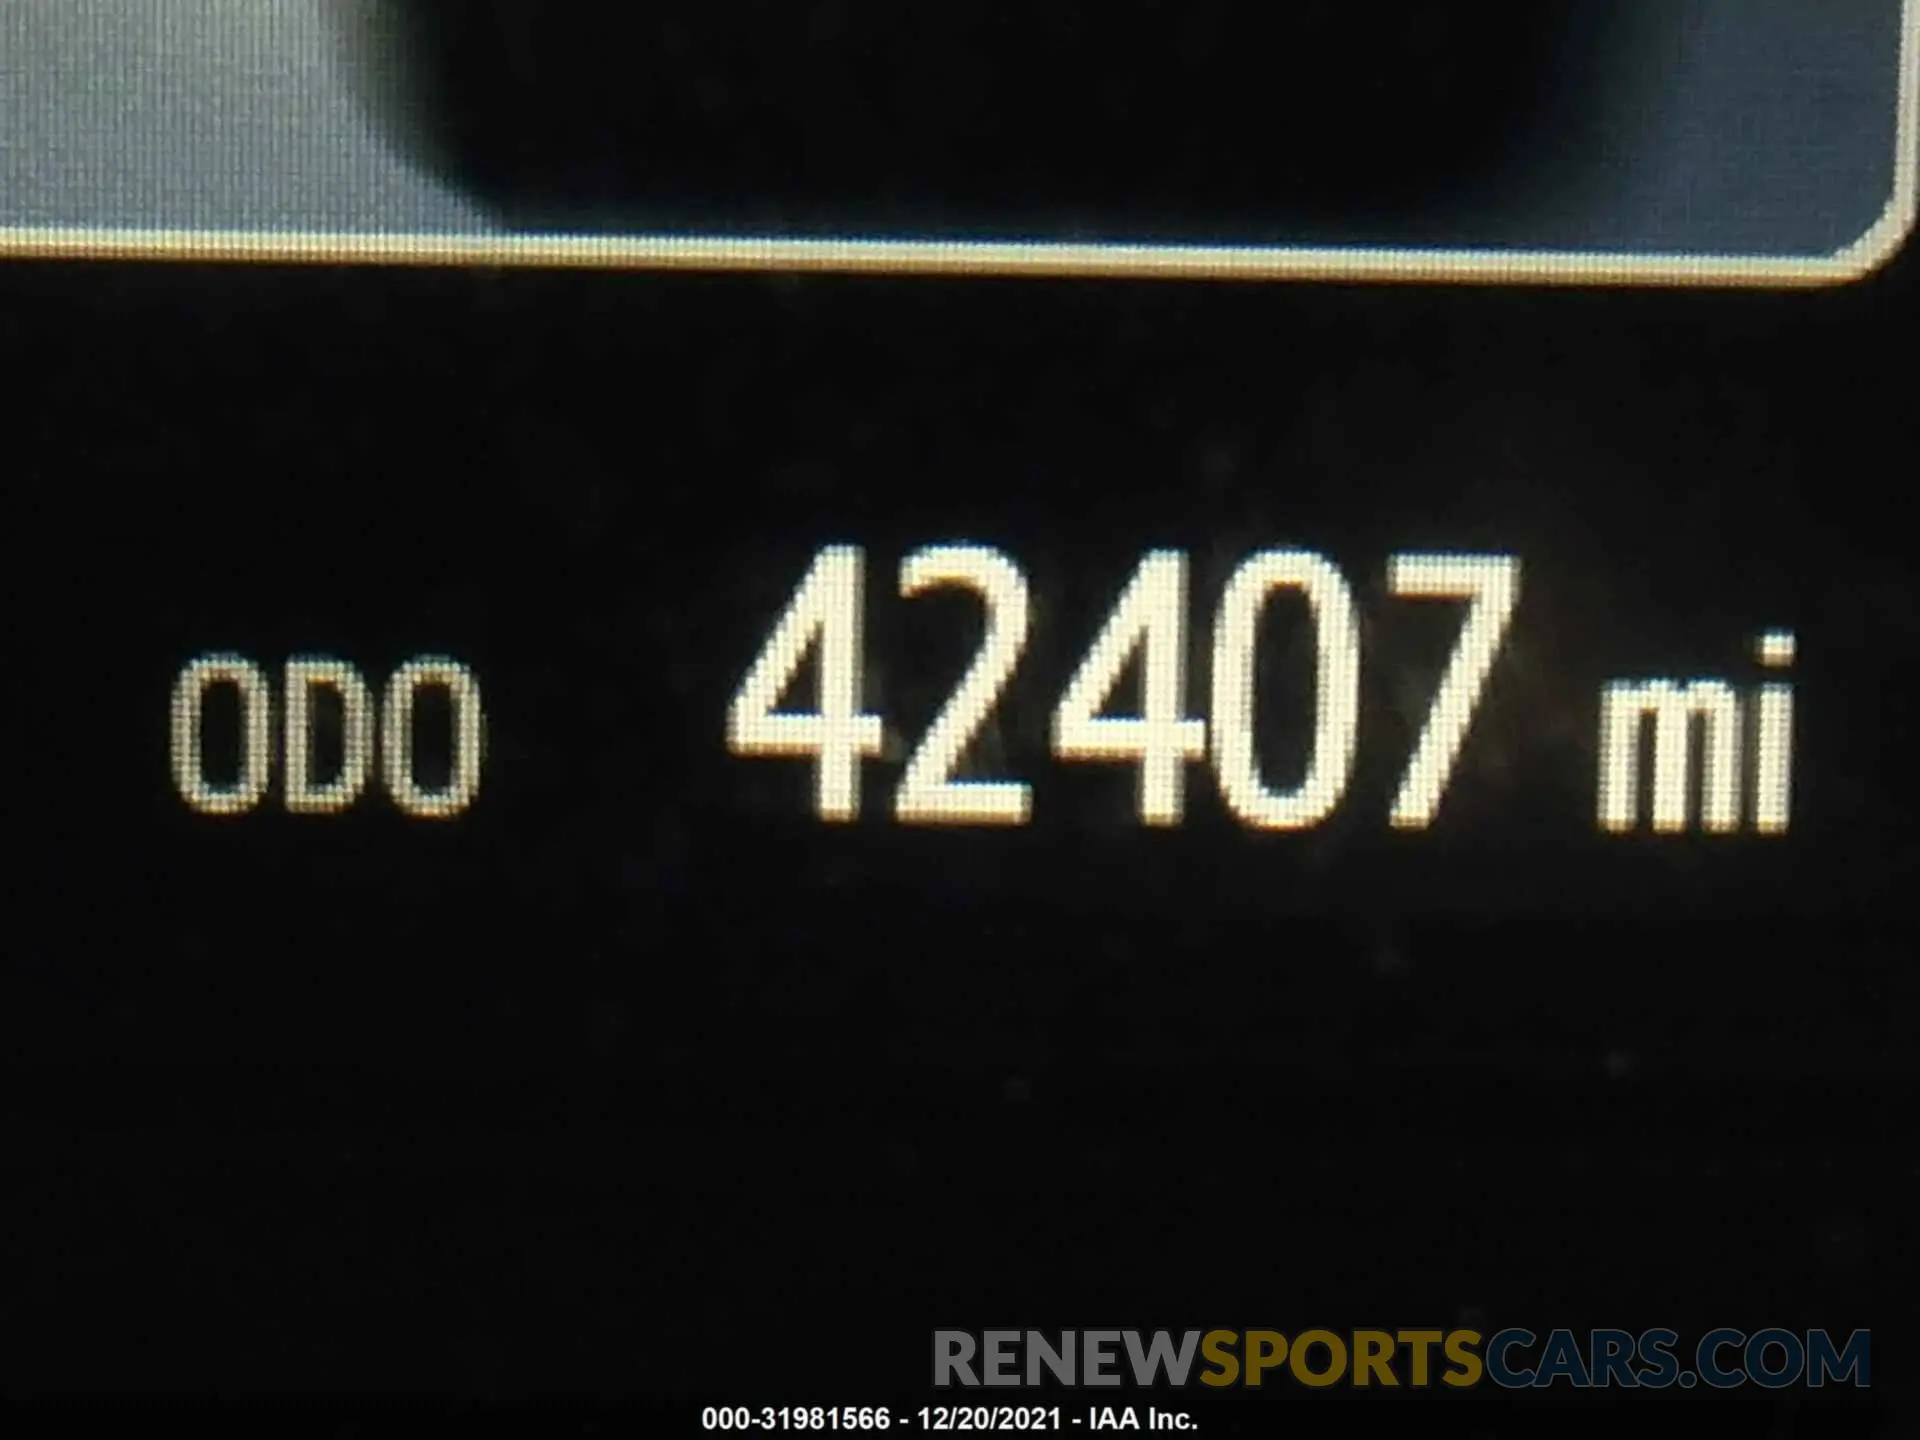 ODO 42407 mi
RENEWSPORTSCARS.COM
000-31981566 - 12/20/2021 - IAA Inc.